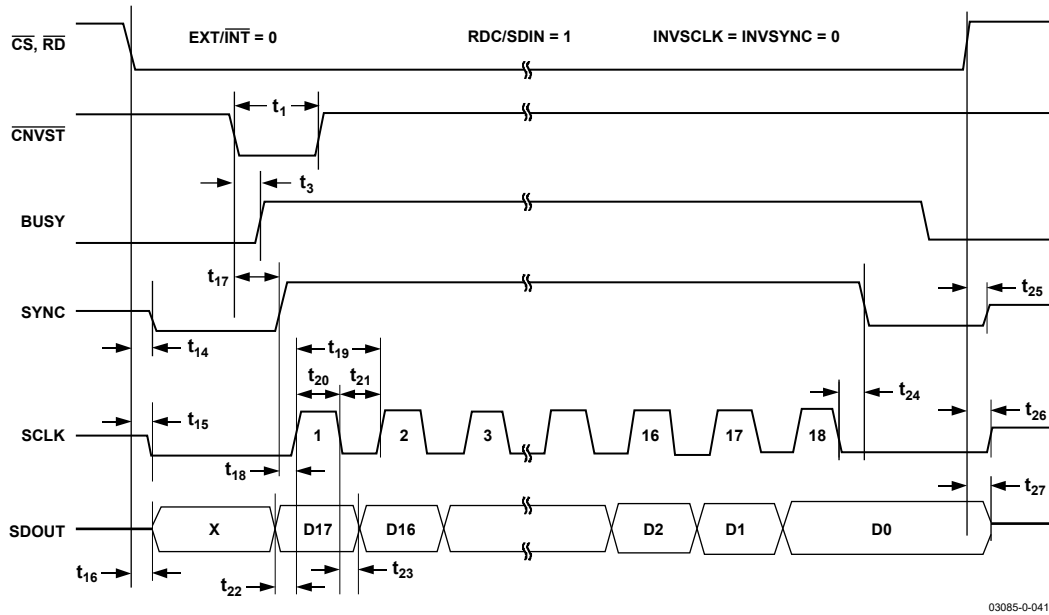 CS, RD
EXT/INT = 0 RDC/SDIN = 1 INVSCLK = INVSYNC = 0
t1
CNVST
t3
BUSY
t17
t25
SYNC
t14
t19
t20 t21
t24
t15
t26
SCLK 1 2 3 16 17 18
t18
t27
SDOUT X D17 D16 D2 D1 D0
t16
t22
t23
03085-0-041